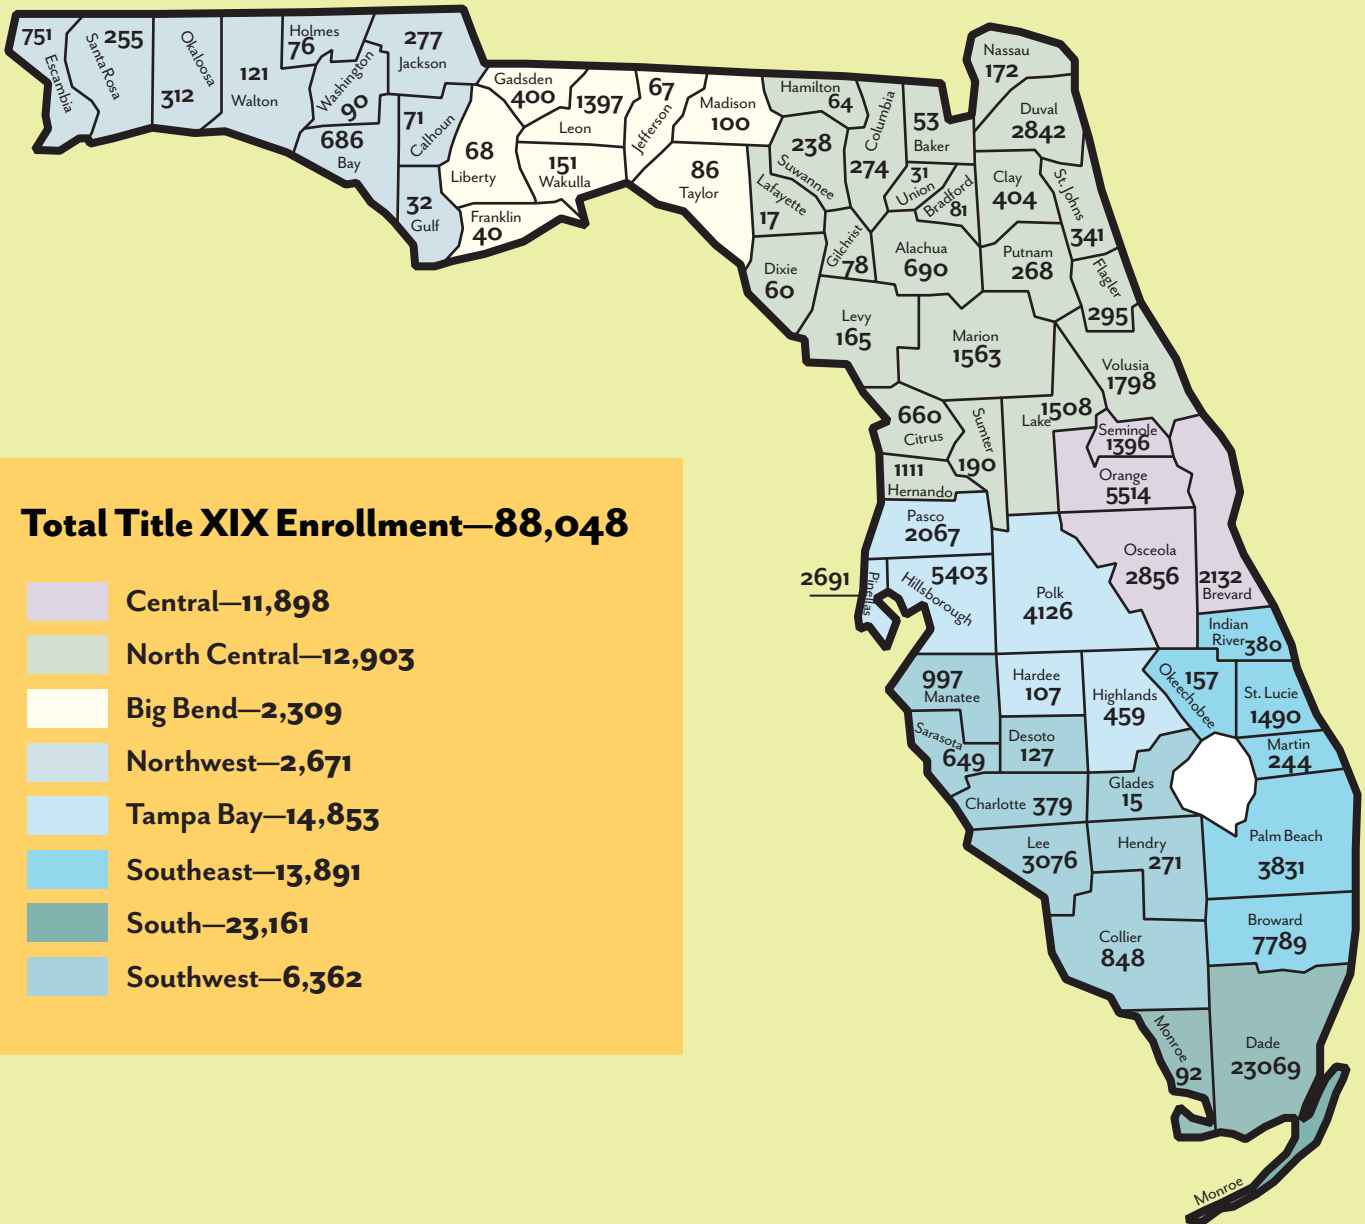 751
Escambia
255
Santa Rosa
Okaloosa
312
121
Walton
Holmes
76
Washington
90
277
Jackson
686
Bay
71
Calhoun
32
Gulf
Gadsden
400
68
Liberty
Franklin
40
1397
Leon
151
Wakulla
67
Jefferson
Madison
100
86
Taylor
Hamilton
64
238
Suwannee
Lafayette
17
Dixie
60
Columbia
274
Gilchrist
78
53
Baker
31
Union
Bradford
81
Nassau
172
Duval
2842
Clay
404
St. Johns
341
Alachua
690
Putnam
268
Flagler
295
Levy
165
Marion
1563
Volusia
1798
660
Citrus
Sumter
190
Lake
1508
Seminole
1396
1111
Hernando
Orange
5514
Pasco
2067
Osceola
2856
2132
Brevard
2691
Pinellas
5403
Hillsborough
Polk
4126
Indian
River
380
997
Manatee
Hardee
107
Highlands
459
157
Okeechobee
St. Lucie
1490
Sarasota
649
Desoto
127
Martin
244
Charlotte 379
Glades
15
Lee
3076
Hendry
271
Palm Beach
3831
Collier
848
Broward
7789
Monroe
92
Dade
23069
Monroe
Total Title XIX Enrollment—88,048
Central—11,898
North Central—12,903
Big Bend—2,309
Northwest—2,671
Tampa Bay—14,853
Southeast—13,891
South—23,161
Southwest—6,362